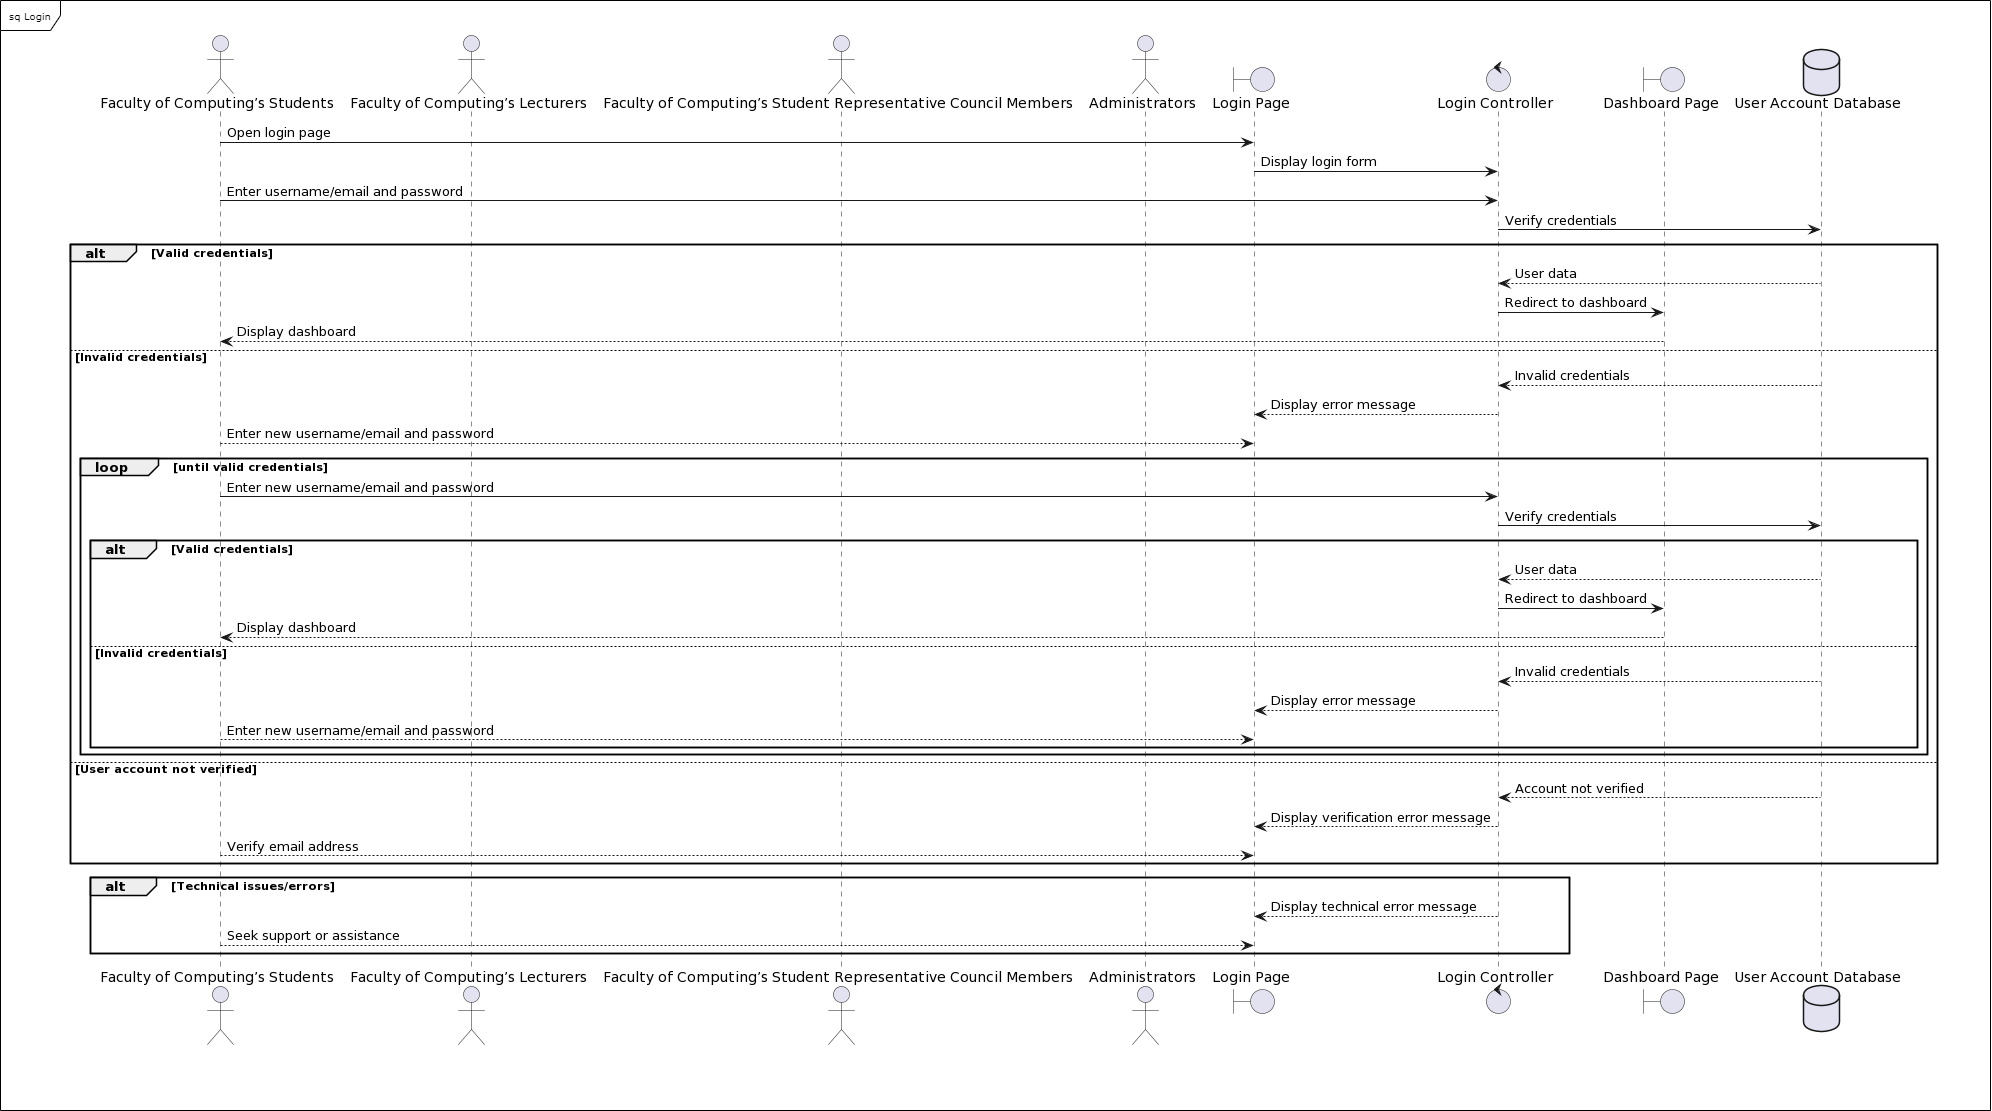 sq Login
Faculty of Computing’s Students Faculty of Computing’s Lecturers Faculty of Computing’s Student Representative Council Members Administrators Login Page Login Controller Dashboard Page User Account Database
Open login page
Display login form
Enter username/email and password
Verify credentials
alt [Valid credentials]
User data
Redirect to dashboard
Display dashboard
[Invalid credentials]
Invalid credentials
Display error message
Enter new username/email and password
loop [until valid credentials]
Enter new username/email and password
Verify credentials
alt [Valid credentials]
User data
Redirect to dashboard
Display dashboard
[Invalid credentials]
Invalid credentials
Display error message
Enter new username/email and password
[User account not verified]
Account not verified
Display verification error message
Verify email address
alt [Technical issues/errors]
Display technical error message
Seek support or assistance
Faculty of Computing’s Students Faculty of Computing’s Lecturers Faculty of Computing’s Student Representative Council Members Administrators Login Page Login Controller Dashboard Page User Account Database